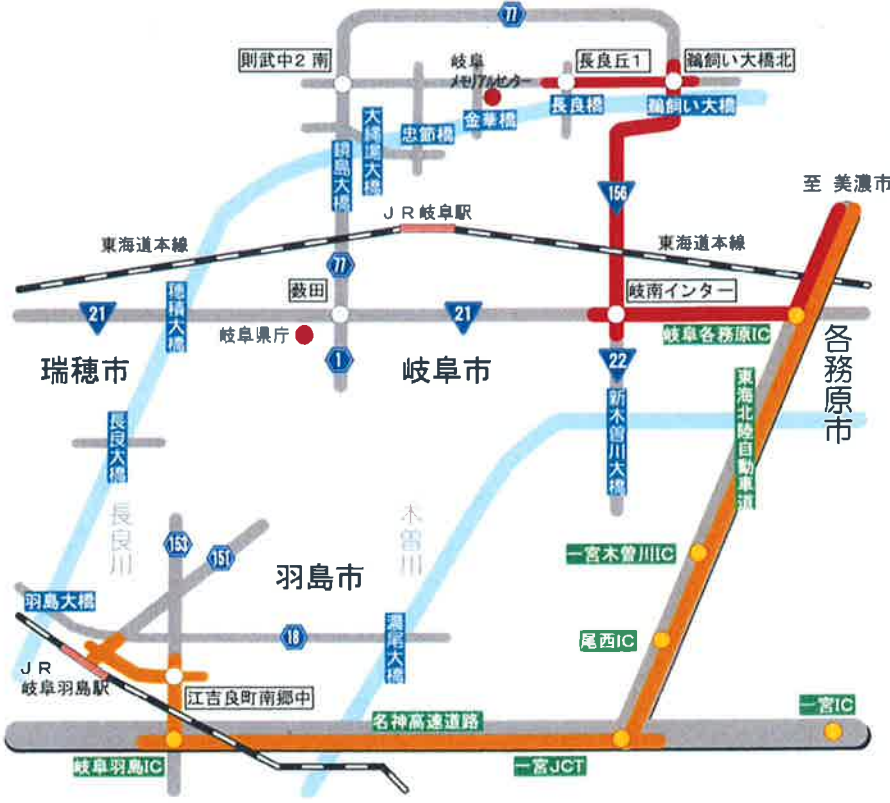 77
則武中2 南
岐阜
メモリアルセンター
長良丘1
鵜飼い大橋北
大縄場大橋
忠節橋
金華橋
長良橋
鵜飼い大橋
鏡島大橋
156
至 美濃市
JR岐阜駅
東海道本線
東海道本線
77
穂積大橋
藪田
岐南インター
21
21
岐阜県庁
岐阜各務原IC
瑞穂市
1
岐阜市
22
各務原市
新木曽川大橋
東海北陸自動車道
長良大橋
長良川
木曽川
153
151
一宮木曽川IC
羽島市
羽島大橋
18
濃尾大橋
尾西IC
JR
岐阜羽島駅
江吉良町南郷中
名神高速道路
一宮IC
岐阜羽島IC
一宮JCT